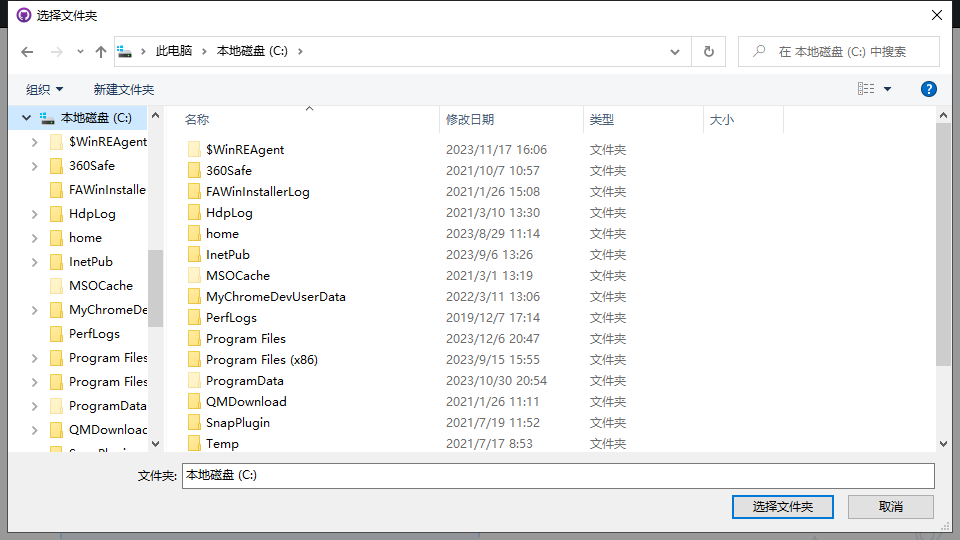 选择文件夹
此电脑 本地磁盘 (C:)
在 本地磁盘 (C:) 中搜索
组织 新建文件夹
本地磁盘 (C:)
$WinREAgent
360Safe
FAWinInstalle
HdpLog
home
InetPub
MSOCache
MyChromeDe
PerfLogs
Program Files
Program Files
ProgramData
QMDownload
名称 修改日期 类型 大小
$WinREAgent 2023/11/17 16:06 文件夹
360Safe 2021/10/7 10:57 文件夹
FAWinInstallerLog 2021/1/26 15:08 文件夹
HdpLog 2021/3/10 13:30 文件夹
home 2023/8/29 11:14 文件夹
InetPub 2023/9/6 13:26 文件夹
MSOCache 2021/3/1 13:19 文件夹
MyChromeDevUserData 2022/3/11 13:06 文件夹
PerfLogs 2019/12/7 17:14 文件夹
Program Files 2023/12/6 20:47 文件夹
Program Files (x86) 2023/9/15 15:55 文件夹
ProgramData 2023/10/30 20:54 文件夹
QMDownload 2021/1/26 11:11 文件夹
SnapPlugin 2021/7/19 11:52 文件夹
Temp 2021/7/17 8:53 文件夹
文件夹: 本地磁盘 (C:)
选择文件夹 取消